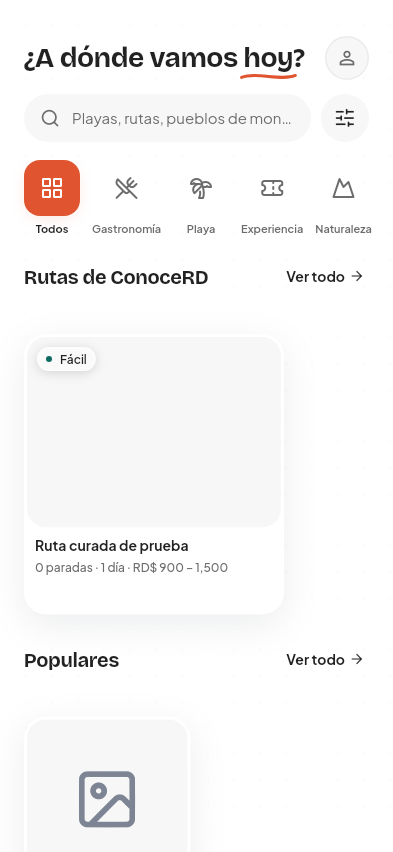 ¿A dónde vamos hoy?
Playas, rutas, pueblos de mon...
Todos
Gastronomía
Playa
Experiencia
Naturaleza
Rutas de ConoceRD
Ver todo →
Fácil
Ruta curada de prueba
0 paradas · 1 día · RD$ 900 – 1,500
Populares
Ver todo →